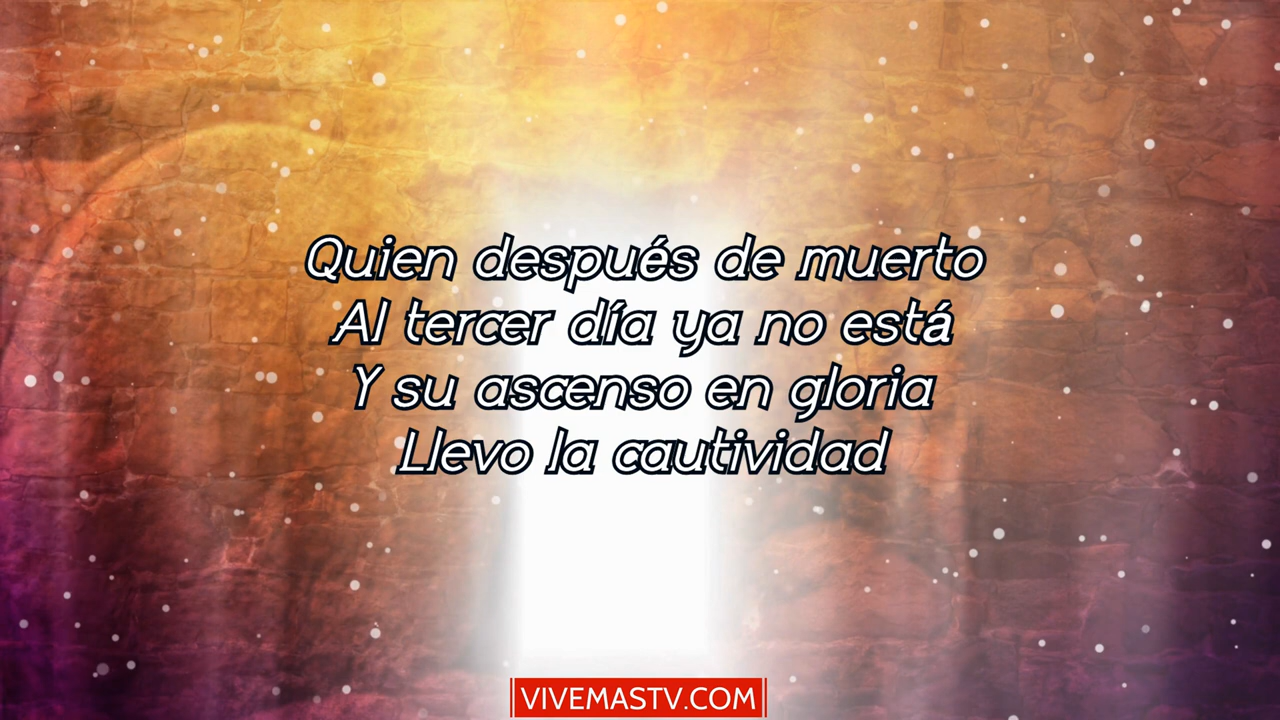 Quien después de muerto
Al tercer día ya no está
Y su ascenso en gloria
Llevo la cautividad
VIVEMASTV.COM